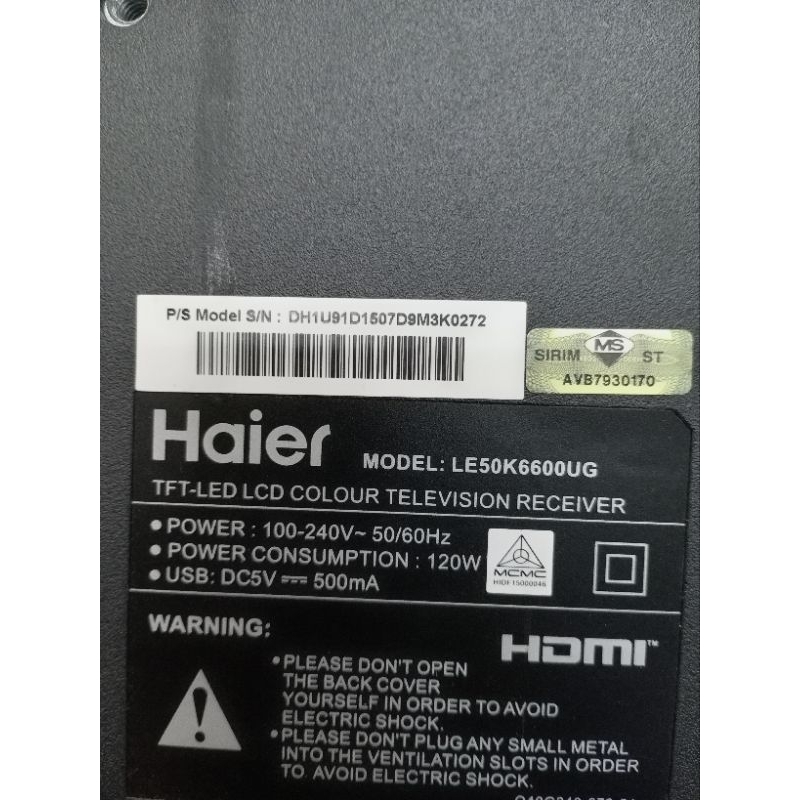 P/S Model S/N : DH1U91D1507D9M3K0272
SIRIM MS ST
AVB7930170
Haier MODEL: LE50K6600UG
TFT-LED LCD COLOUR TELEVISION RECEIVER
• POWER : 100-240V~ 50/60Hz
• POWER CONSUMPTION : 120W
• USB: DC5V ⎓ 500mA
MCMC
HIDF15000046
WARNING:
HDMI™
• PLEASE DON'T OPEN
THE BACK COVER
YOURSELF IN ORDER TO AVOID
ELECTRIC SHOCK.
• PLEASE DON'T PLUG ANY SMALL METAL
INTO THE VENTILATION SLOTS IN ORDER
TO AVOID ELECTRIC SHOCK.